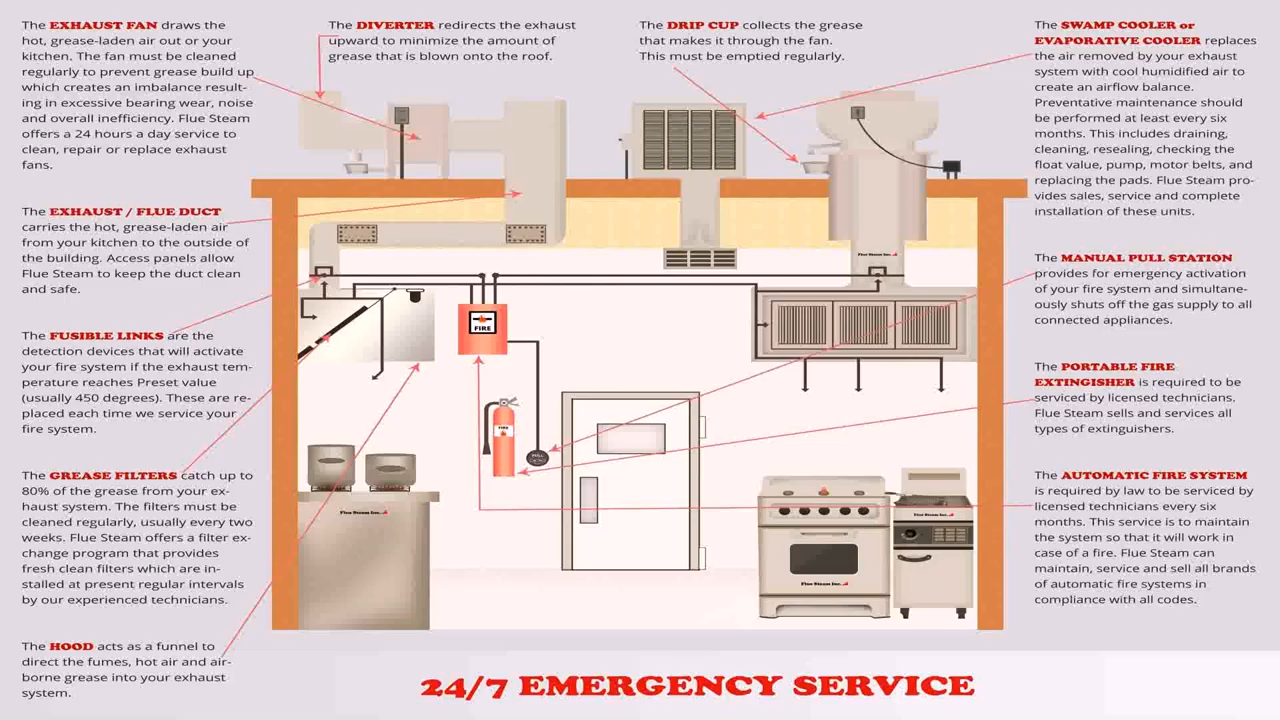 The EXHAUST FAN draws the
hot, grease-laden air out or your
kitchen. The fan must be cleaned
regularly to prevent grease build up
which creates an imbalance result-
ing in excessive bearing wear, noise
and overall inefficiency. Flue Steam
offers a 24 hours a day service to
clean, repair or replace exhaust
fans.
The EXHAUST / FLUE DUCT
carries the hot, grease-laden air
from your kitchen to the outside of
the building. Access panels allow
Flue Steam to keep the duct clean
and safe.
The FUSIBLE LINKS are the
detection devices that will activate
your fire system if the exhaust tem-
perature reaches Preset value
(usually 450 degrees). These are re-
placed each time we service your
fire system.
The GREASE FILTERS catch up to
80% of the grease from your ex-
haust system. The filters must be
cleaned regularly, usually every two
weeks. Flue Steam offers a filter ex-
change program that provides
fresh clean filters which are in-
stalled at present regular intervals
by our experienced technicians.
The HOOD acts as a funnel to
direct the fumes, hot air and air-
borne grease into your exhaust
system.
The DIVERTER redirects the exhaust
upward to minimize the amount of
grease that is blown onto the roof.
The DRIP CUP collects the grease
that makes it through the fan.
This must be emptied regularly.
The SWAMP COOLER or
EVAPORATIVE COOLER replaces
the air removed by your exhaust
system with cool humidified air to
create an airflow balance.
Preventative maintenance should
be performed at least every six
months. This includes draining,
cleaning, resealing, checking the
float value, pump, motor belts, and
replacing the pads. Flue Steam pro-
vides sales, service and complete
installation of these units.
The MANUAL PULL STATION
provides for emergency activation
of your fire system and simultane-
ously shuts off the gas supply to all
connected appliances.
The PORTABLE FIRE
EXTINGISHER is required to be
serviced by licensed technicians.
Flue Steam sells and services all
types of extinguishers.
The AUTOMATIC FIRE SYSTEM
is required by law to be serviced by
licensed technicians every six
months. This service is to maintain
the system so that it will work in
case of a fire. Flue Steam can
maintain, service and sell all brands
of automatic fire systems in
compliance with all codes.
Flue Steam Inc.
FIRE
FIRE
PULL
Flue Steam Inc.
Flue Steam Inc.
Flue Steam Inc.
24/7 EMERGENCY SERVICE